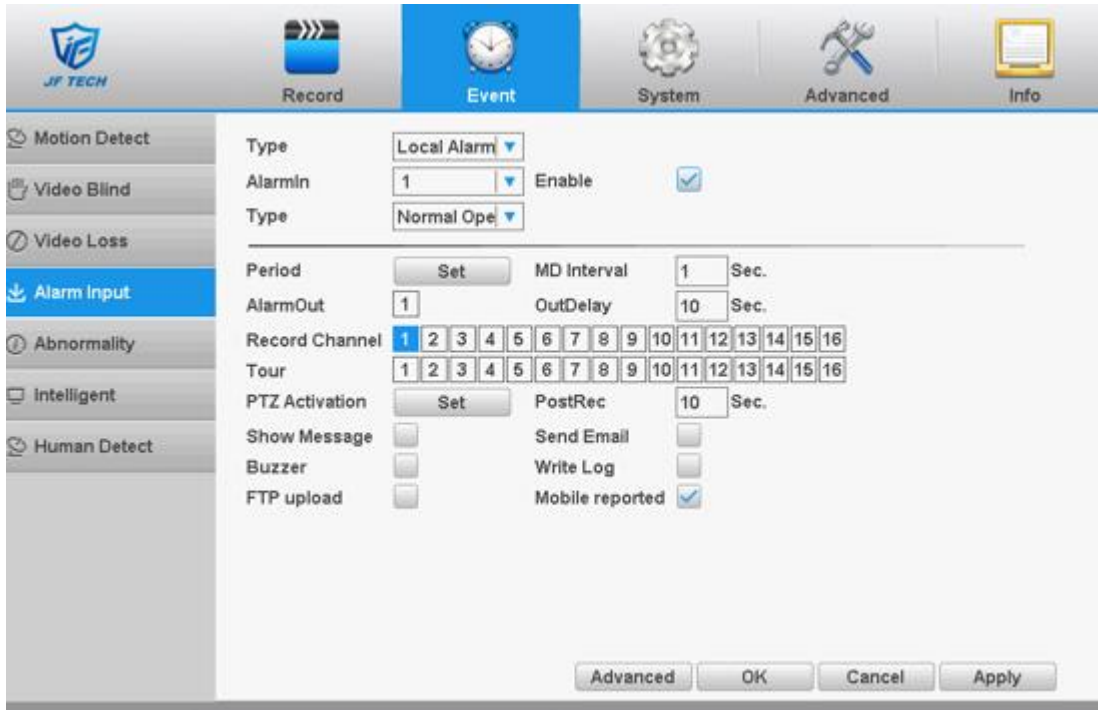 JF TECH
Record Event System Advanced Info
Motion Detect
Video Blind
Video Loss
Alarm Input
Abnormality
Intelligent
Human Detect
Type Local Alarm
AlarmIn 1 Enable
Type Normal Ope
Period Set MD Interval 1 Sec.
AlarmOut 1 OutDelay 10 Sec.
Record Channel 1 2 3 4 5 6 7 8 9 10 11 12 13 14 15 16
Tour 1 2 3 4 5 6 7 8 9 10 11 12 13 14 15 16
PTZ Activation Set PostRec 10 Sec.
Show Message Send Email
Buzzer Write Log
FTP upload Mobile reported
Advanced OK Cancel Apply